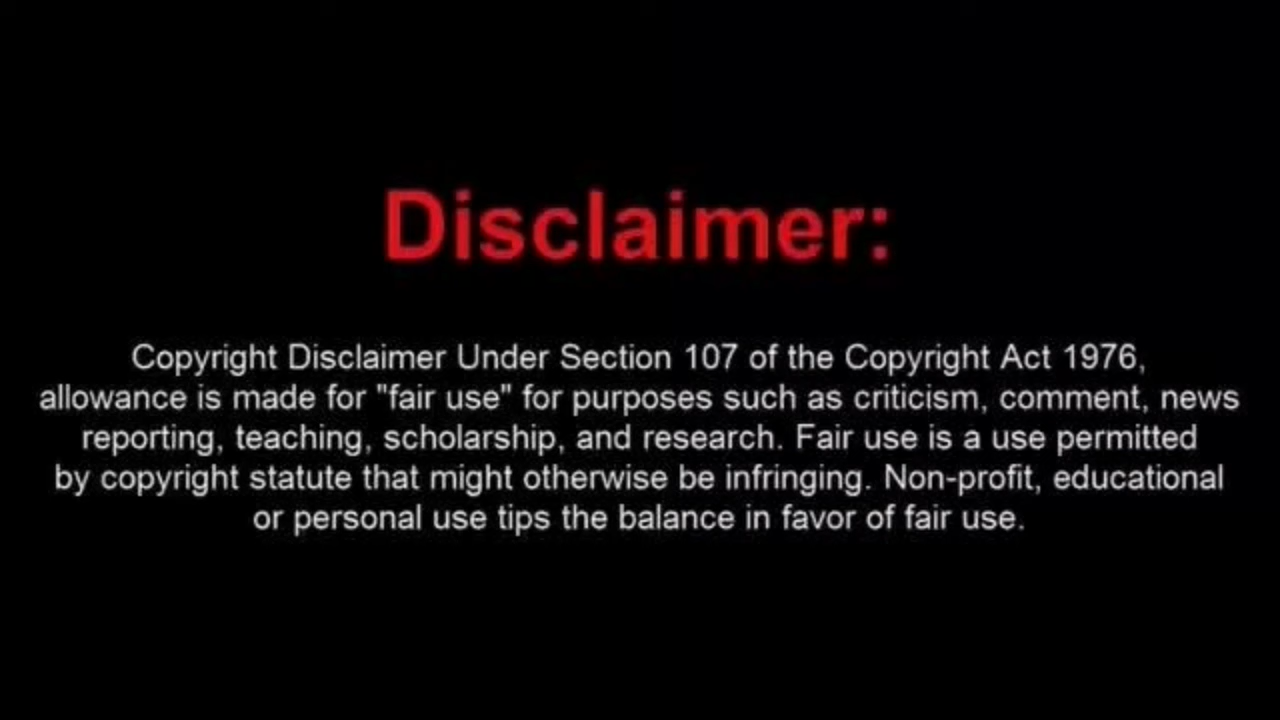 Disclaimer:
Copyright Disclaimer Under Section 107 of the Copyright Act 1976,
allowance is made for "fair use" for purposes such as criticism, comment, news
reporting, teaching, scholarship, and research. Fair use is a use permitted
by copyright statute that might otherwise be infringing. Non-profit, educational
or personal use tips the balance in favor of fair use.